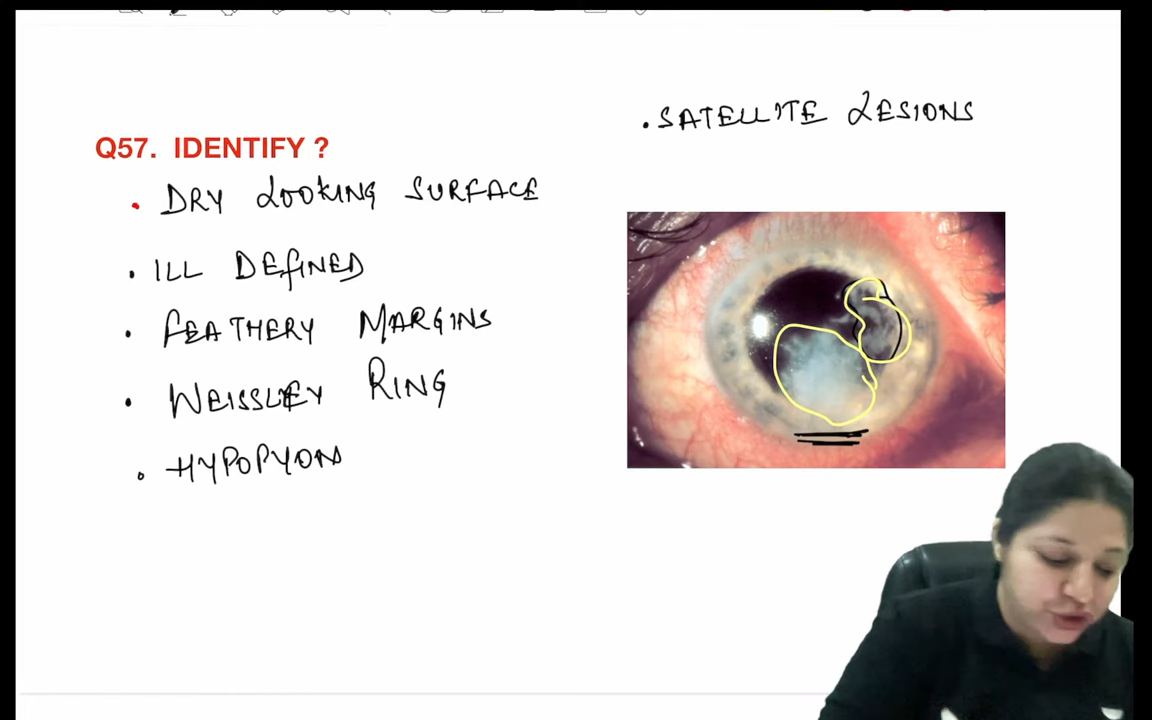 . SATELLITE LESIONS
Q57. IDENTIFY ?
. DRY LOOKING SURFACE
. ILL DEFINED
. FEATHERY MARGINS
. WEISSLEY RING
. HYPOPYON